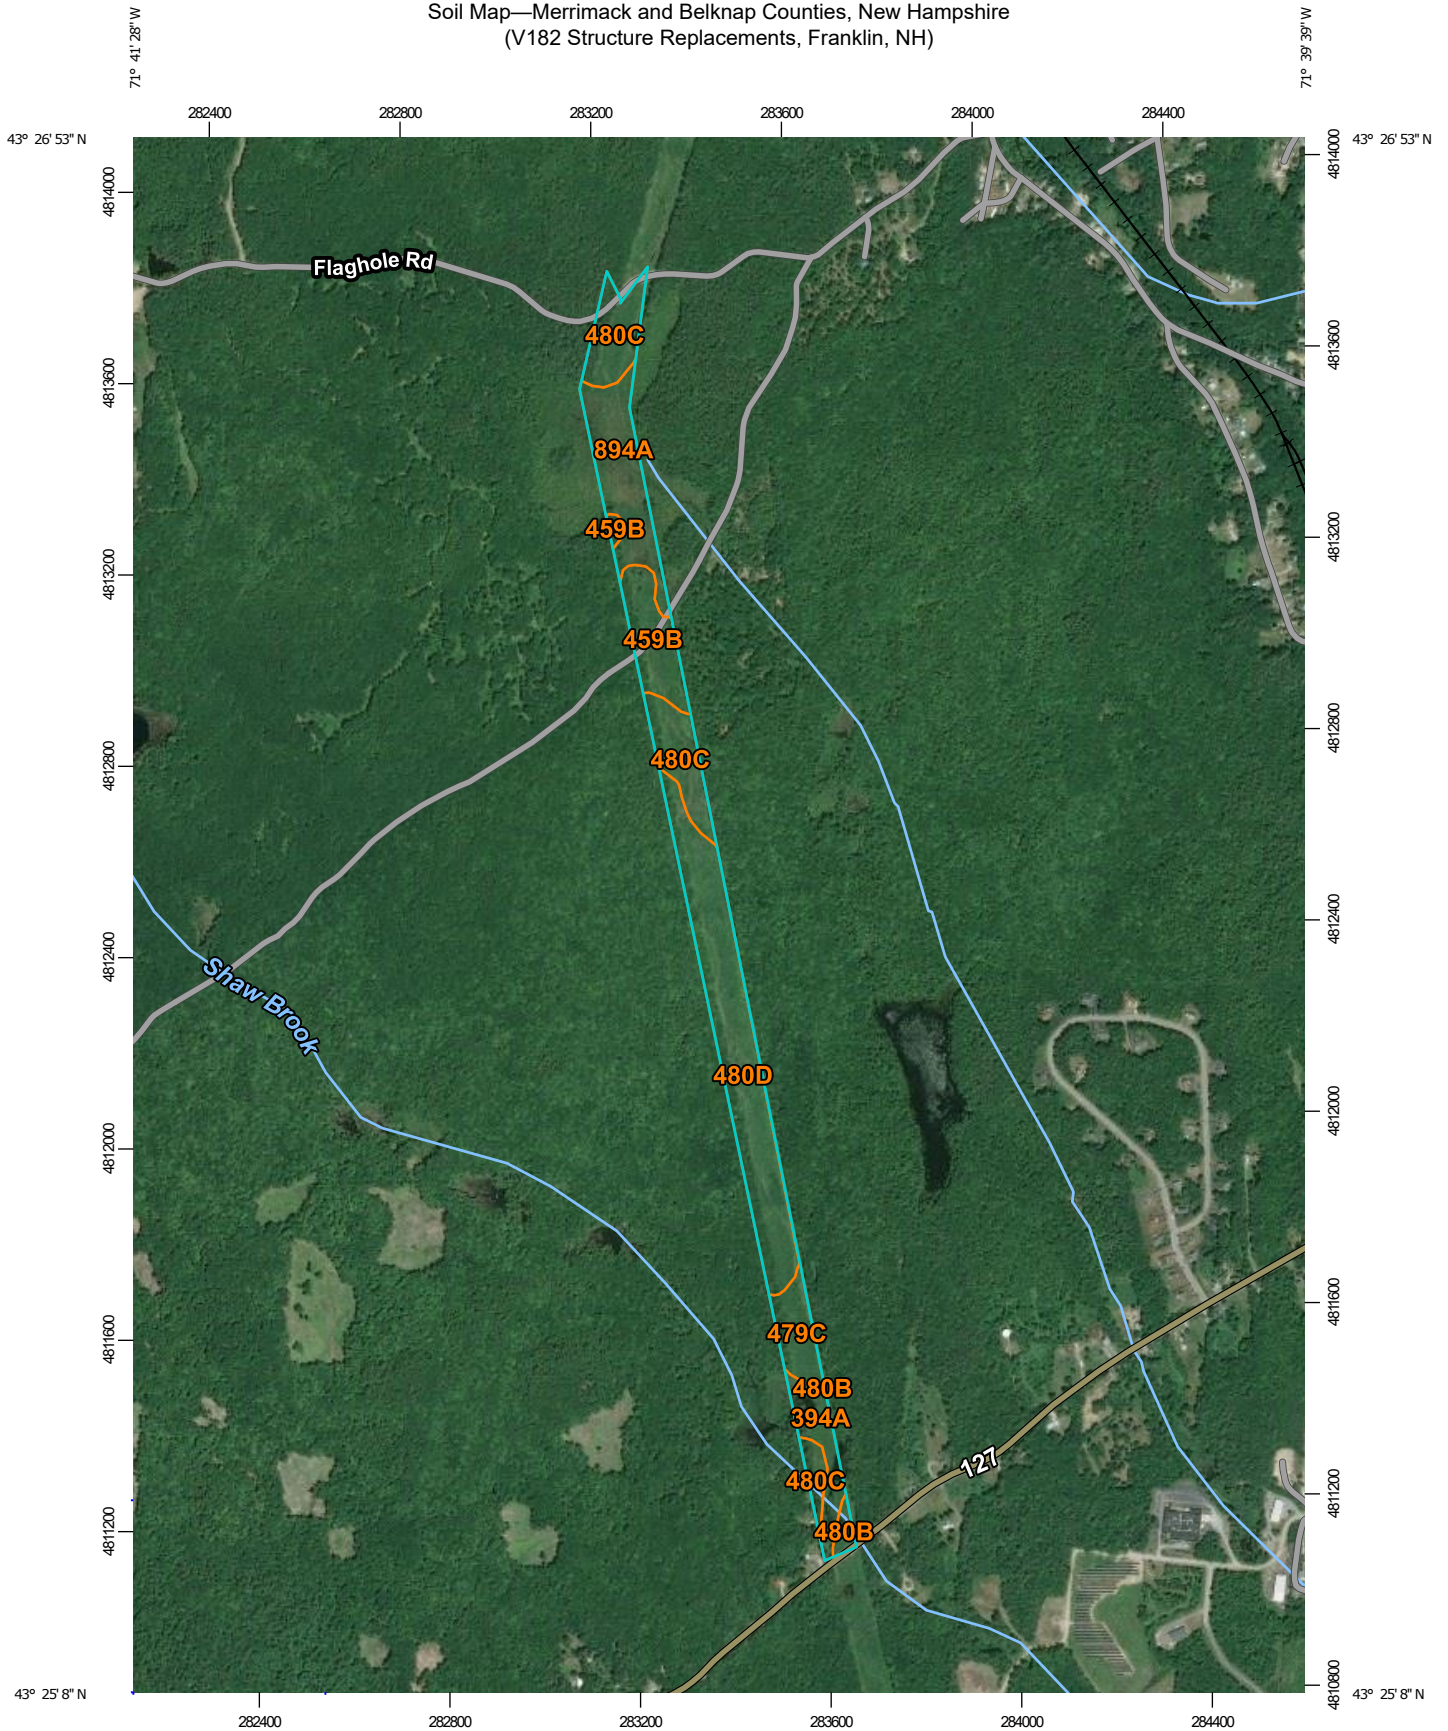 Soil Map—Merrimack and Belknap Counties, New Hampshire
(V182 Structure Replacements, Franklin, NH)
71° 41' 28'' W
71° 39' 39'' W
282400 282800 283200 283600 284000 284400
43° 26' 53'' N
43° 26' 53'' N
4814000
4814000
Flaghole Rd
480C
4813600
4813600
894A
459B
4813200
4813200
459B
480C
4812800
4812800
4812400
4812400
Shaw Brook
480D
4812000
4812000
4811600
4811600
479C
480B
394A
127
480C
4811200
4811200
480B
4810800
43° 25' 8'' N
43° 25' 8'' N
282400 282800 283200 283600 284000 284400